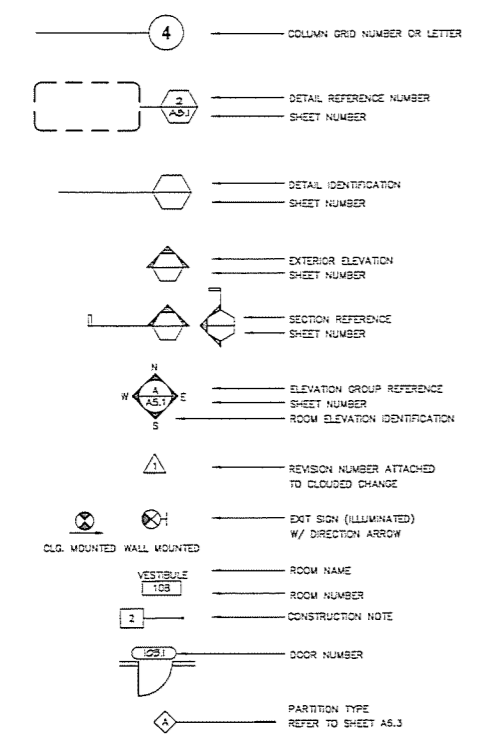 4 COLUMN GRID NUMBER OR LETTER
2 DETAIL REFERENCE NUMBER
A5.1 SHEET NUMBER
DETAIL IDENTIFICATION
SHEET NUMBER
EXTERIOR ELEVATION
SHEET NUMBER
SECTION REFERENCE
SHEET NUMBER
N
A ELEVATION GROUP REFERENCE
W A5.1 E SHEET NUMBER
S ROOM ELEVATION IDENTIFICATION
1 REVISION NUMBER ATTACHED
TO CLOUDED CHANGE
EXIT SIGN (ILLUMINATED)
W/ DIRECTION ARROW
CLG. MOUNTED WALL MOUNTED
VESTIBULE ROOM NAME
103 ROOM NUMBER
2 CONSTRUCTION NOTE
103.1 DOOR NUMBER
PARTITION TYPE
A REFER TO SHEET A5.3